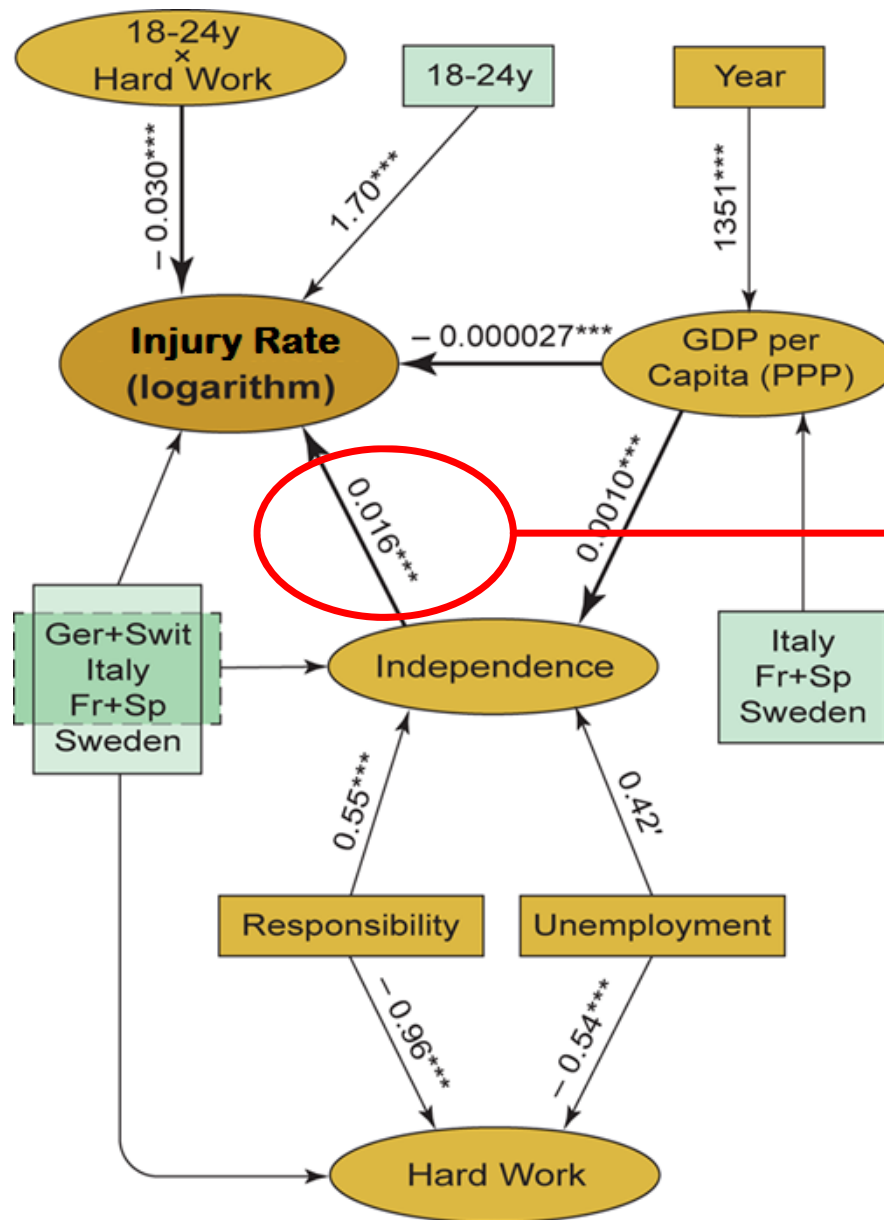 18-24y
×
Hard Work
18-24y
Year
– 0.030***
1.70***
1351***
Injury Rate
(logarithm)
– 0.000027***
GDP per
Capita (PPP)
0.016***
0.0010***
Ger+Swit
Italy
Fr+Sp
Sweden
Independence
Italy
Fr+Sp
Sweden
0.55***
0.42'
Responsibility
Unemployment
– 0.96***
– 0.54***
Hard Work